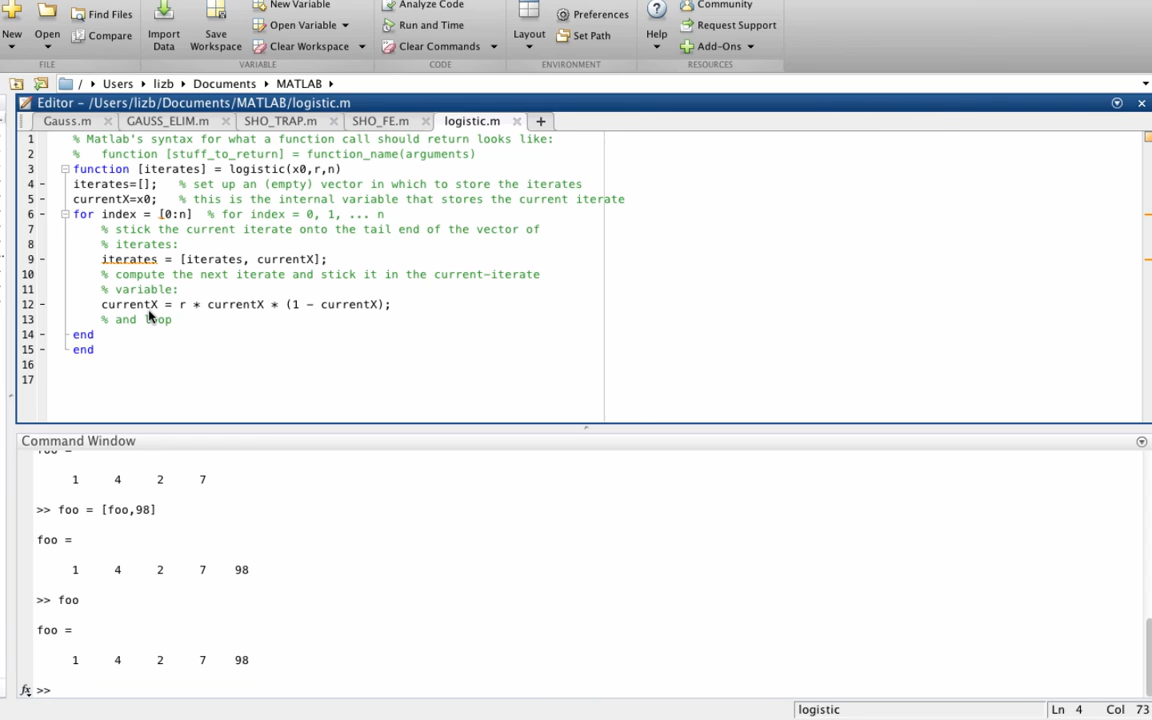 New Variable
Analyze Code
Community
Find Files
Open Variable
Run and Time
Preferences
Request Support
New
Open
Compare
Import
Data
Save
Workspace
Clear Workspace
Clear Commands
Layout
Set Path
Help
Add-Ons
FILE
VARIABLE
CODE
ENVIRONMENT
RESOURCES
/ Users lizb Documents MATLAB
Editor - /Users/lizb/Documents/MATLAB/logistic.m
Gauss.m GAUSS_ELIM.m SHO_TRAP.m SHO_FE.m logistic.m
1 % Matlab's syntax for what a function call should return looks like:
2 % function [stuff_to_return] = function_name(arguments)
3 function [iterates] = logistic(x0,r,n)
4 - iterates=[]; % set up an (empty) vector in which to store the iterates
5 - currentX=x0; % this is the internal variable that stores the current iterate
6 - for index = [0:n] % for index = 0, 1, ... n
7 % stick the current iterate onto the tail end of the vector of
8 % iterates:
9 - iterates = [iterates, currentX];
10 % compute the next iterate and stick it in the current-iterate
11 % variable:
12 - currentX = r * currentX * (1 - currentX);
13 % and loop
14 - end
15 - end
16
17
Command Window
foo =
1 4 2 7
>> foo = [foo,98]
foo =
1 4 2 7 98
>> foo
foo =
1 4 2 7 98
fx >>
logistic
Ln 4 Col 73